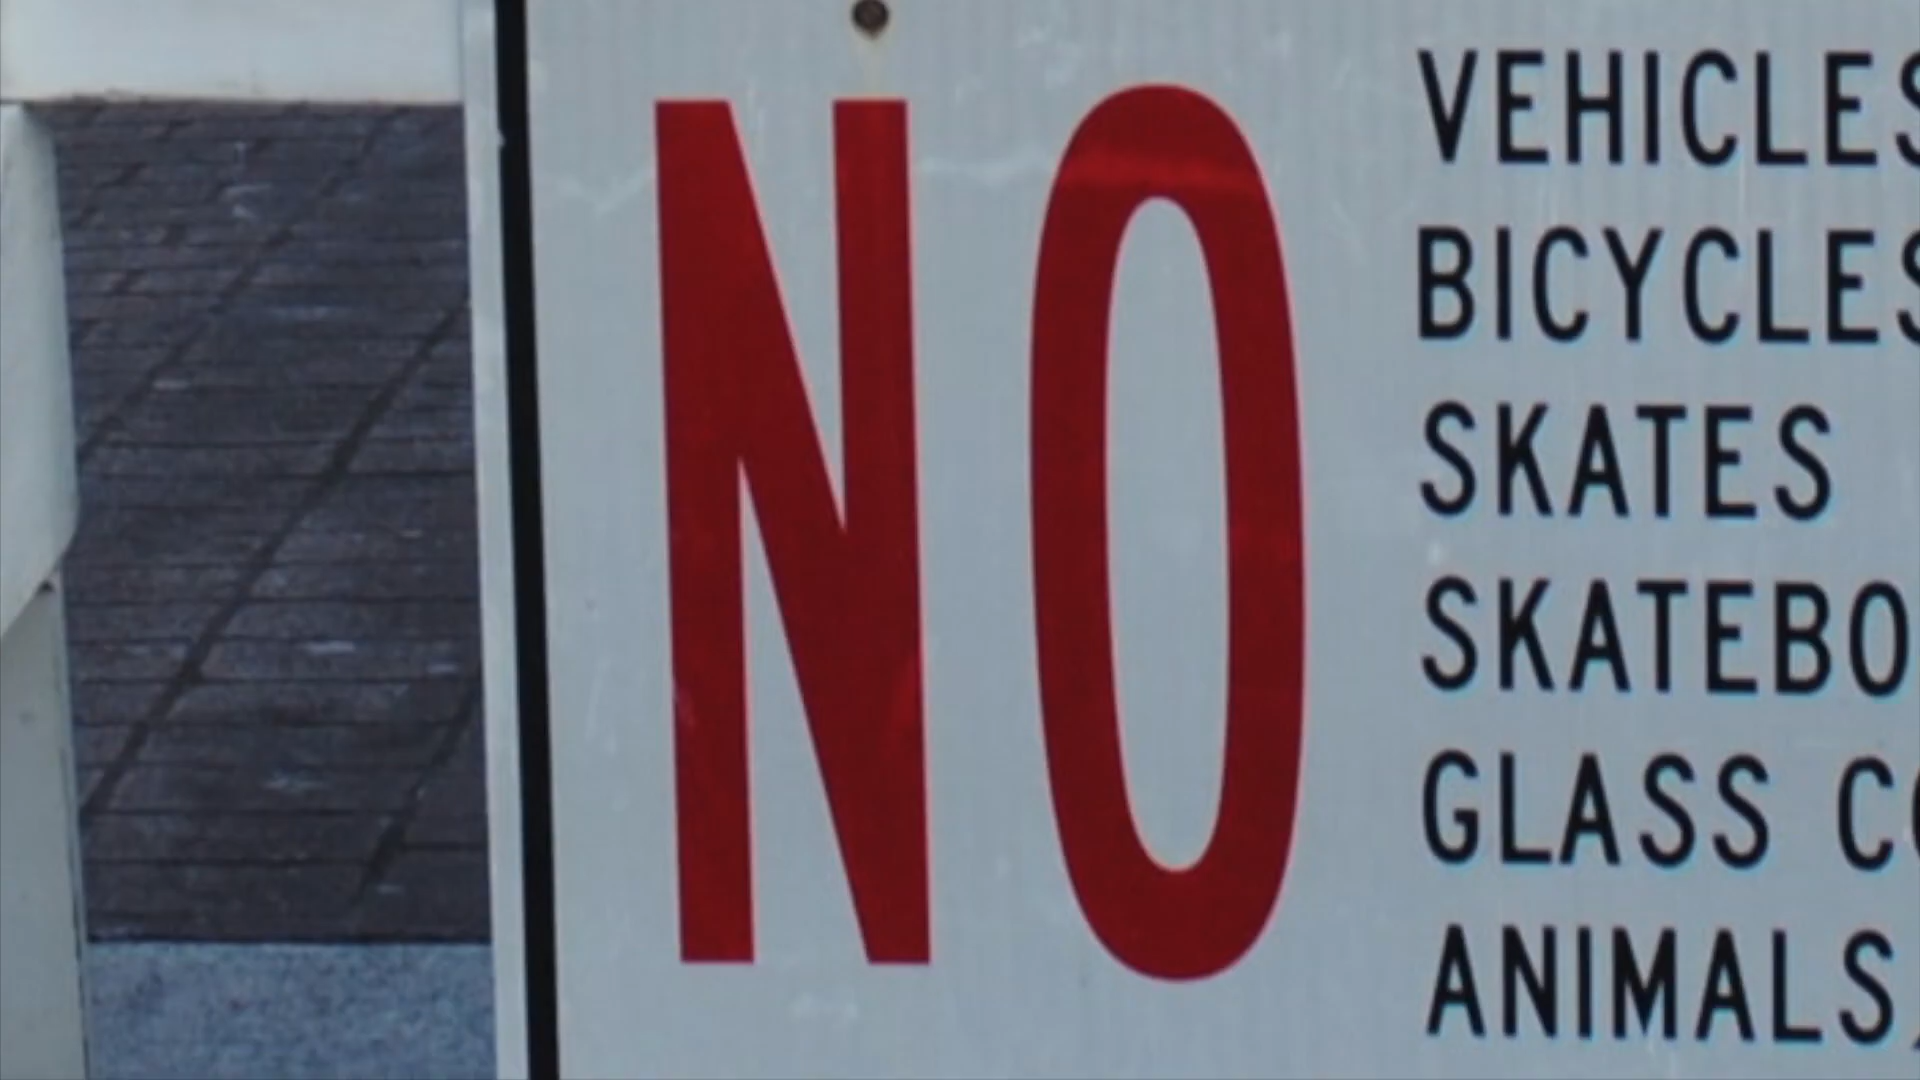 NO
VEHICLES
BICYCLES
SKATES
SKATEBO
GLASS CO
ANIMALS,